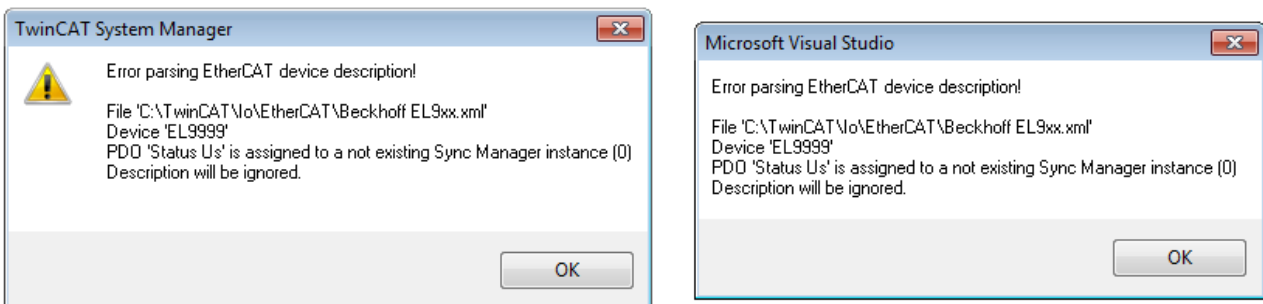 TwinCAT System Manager
Error parsing EtherCAT device description!
File 'C:\TwinCAT\Io\EtherCAT\Beckhoff EL9xx.xml'
Device 'EL9999'
PDO 'Status Us' is assigned to a not existing Sync Manager instance (0)
Description will be ignored.
OK
Microsoft Visual Studio
Error parsing EtherCAT device description!
File 'C:\TwinCAT\Io\EtherCAT\Beckhoff EL9xx.xml'
Device 'EL9999'
PDO 'Status Us' is assigned to a not existing Sync Manager instance (0)
Description will be ignored.
OK